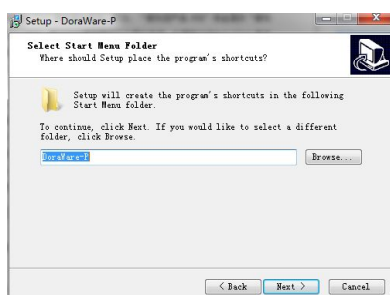 Setup - DoraWare-P
Select Start Menu Folder
Where should Setup place the program's shortcuts?
Setup will create the program's shortcuts in the following
Start Menu folder.
To continue, click Next. If you would like to select a different
folder, click Browse.
DoraWare-P
Browse...
< Back
Next >
Cancel